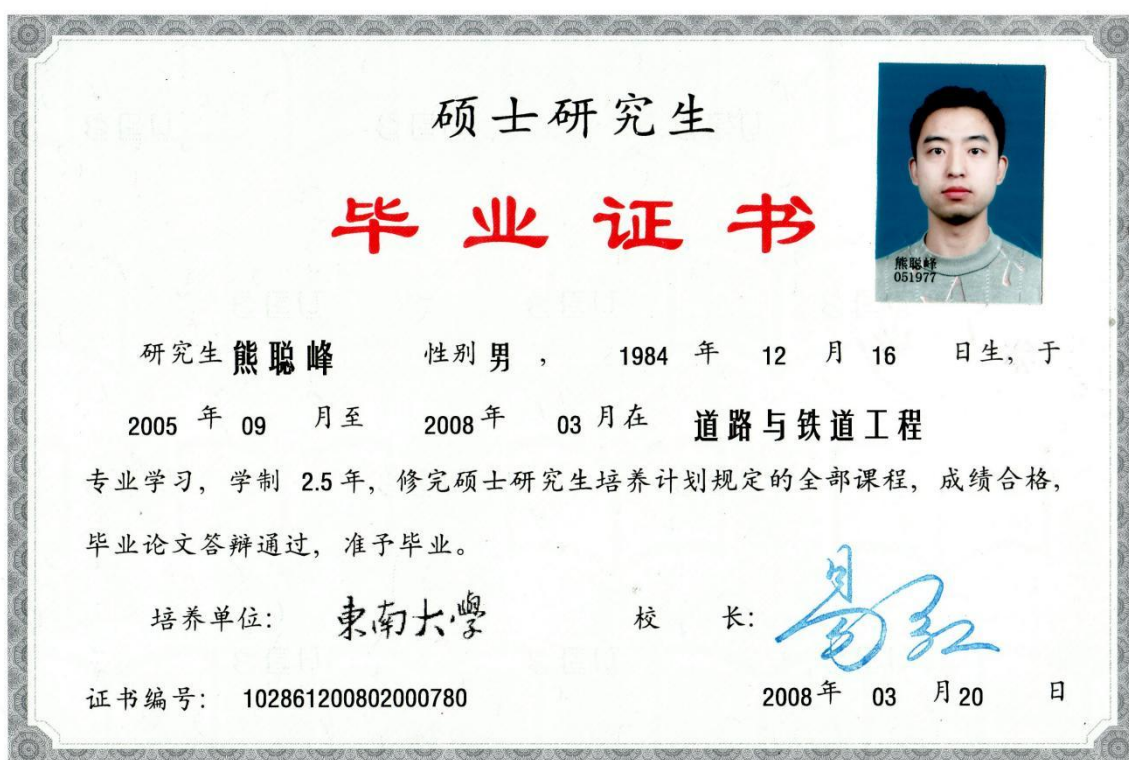 硕士研究生
毕业证书
熊聪峰
051977
研究生 熊聪峰 性别 男 ， 1984 年 12 月 16 日生，于
2005 年 09 月至 2008 年 03 月在 道路与铁道工程
专业学习，学制 2.5 年，修完硕士研究生培养计划规定的全部课程，成绩合格，
毕业论文答辩通过，准予毕业。
培养单位： 東南大學 校 长： 易红
证书编号： 102861200802000780 2008 年 03 月 20 日